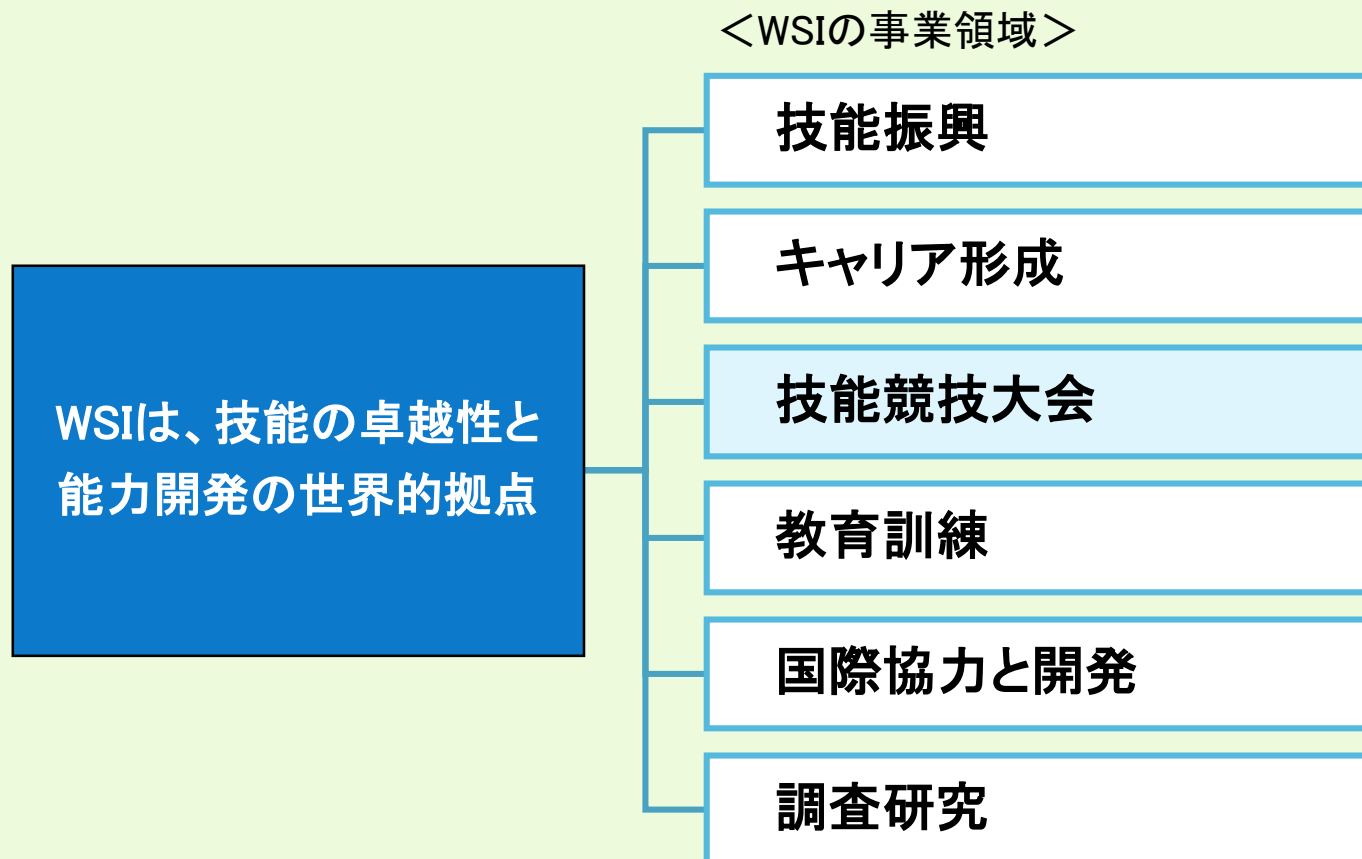 ＜WSIの事業領域＞
技能振興
キャリア形成
技能競技大会
WSIは、技能の卓越性と
能力開発の世界的拠点
教育訓練
国際協力と開発
調査研究